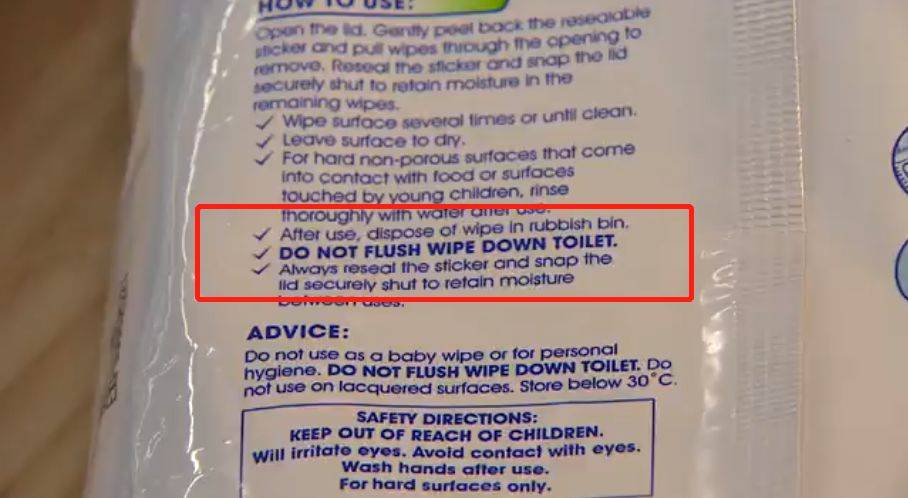 HOW TO USE:
Open the lid. Gently peel back the resealable
sticker and pull wipes through the opening to
remove. Reseal the sticker and snap the lid
securely shut to retain moisture in the
remaining wipes.
✓ Wipe surface several times or until clean.
✓ Leave surface to dry.
✓ For hard non-porous surfaces that come
into contact with food or surfaces
touched by young children, rinse
thoroughly with water after use.
✓ After use, dispose of wipe in rubbish bin.
✓ DO NOT FLUSH WIPE DOWN TOILET.
✓ Always reseal the sticker and snap the
lid securely shut to retain moisture
between uses.
ADVICE:
Do not use as a baby wipe or for personal
hygiene. DO NOT FLUSH WIPE DOWN TOILET. Do
not use on lacquered surfaces. Store below 30°C.
SAFETY DIRECTIONS:
KEEP OUT OF REACH OF CHILDREN.
Will irritate eyes. Avoid contact with eyes.
Wash hands after use.
For hard surfaces only.